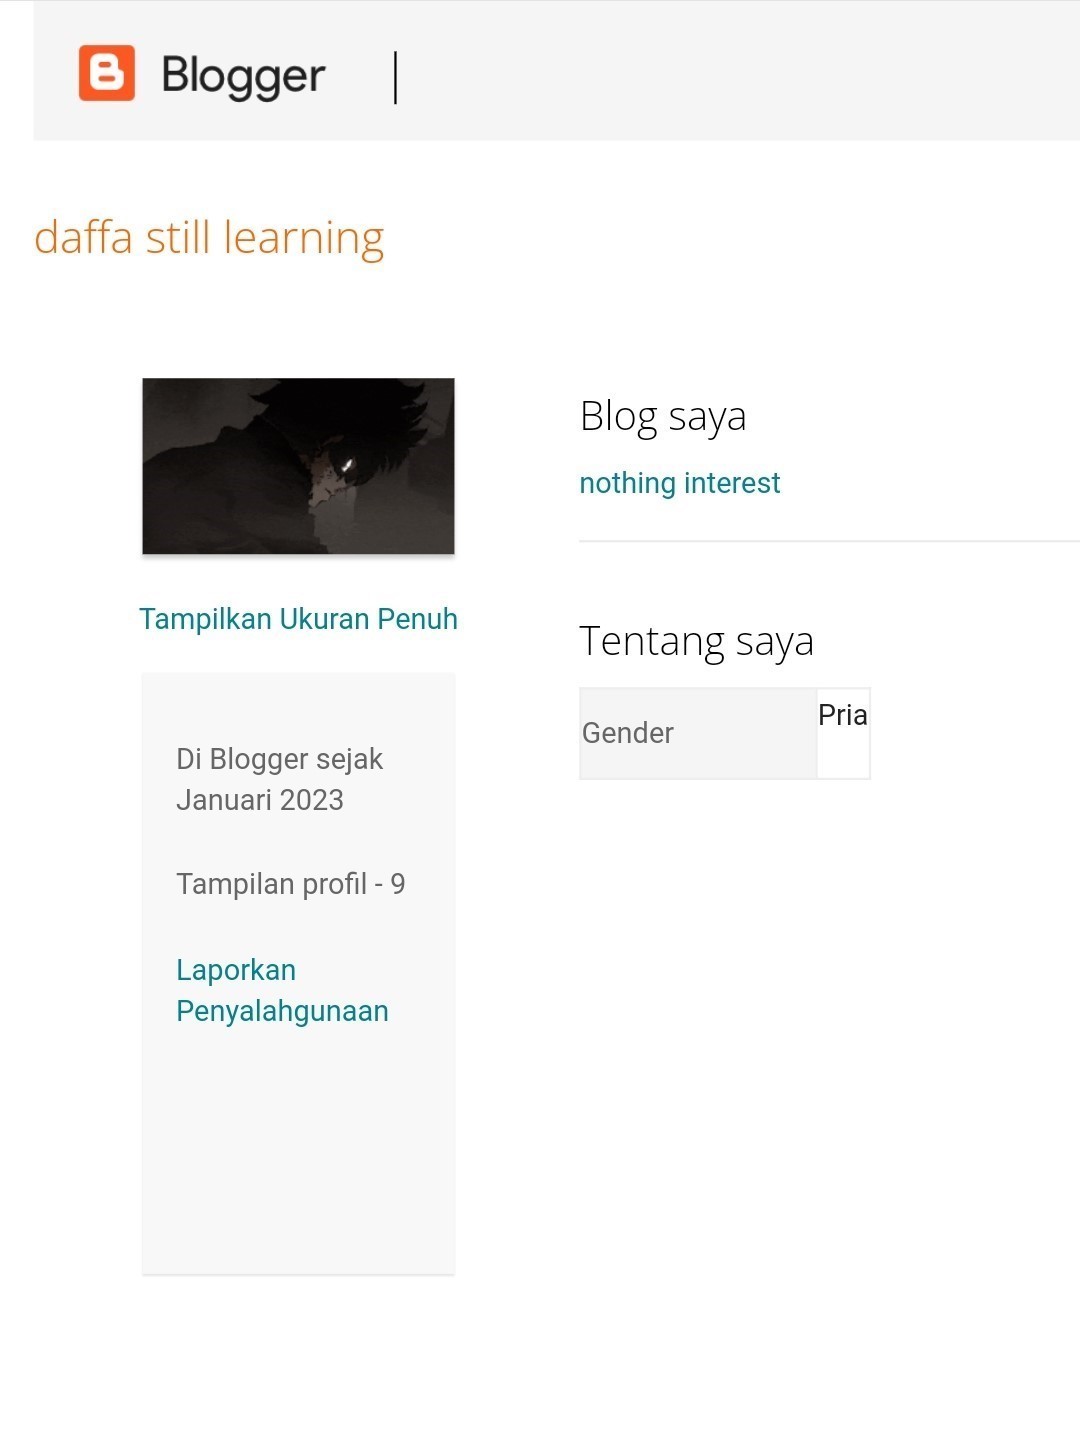 Blogger
daffa still learning
Tampilkan Ukuran Penuh
Di Blogger sejak
Januari 2023
Tampilan profil - 9
Laporkan
Penyalahgunaan
Blog saya
nothing interest
Tentang saya
Gender Pria